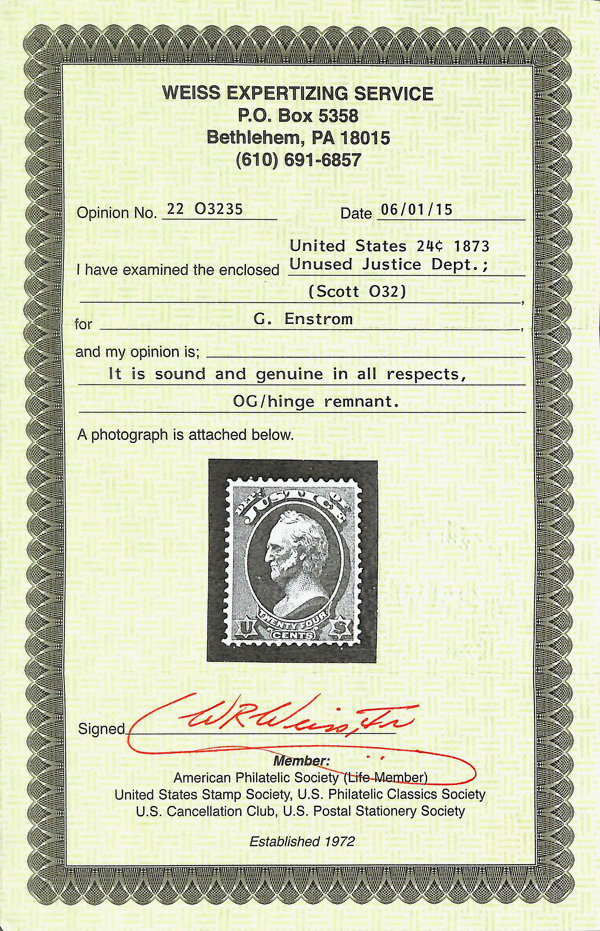 WEISS EXPERTIZING SERVICE
P.O. Box 5358
Bethlehem, PA 18015
(610) 691-6857
Opinion No. 22 O3235 Date 06/01/15
United States 24¢ 1873
I have examined the enclosed Unused Justice Dept.;
(Scott O32),
for G. Enstrom,
and my opinion is;
It is sound and genuine in all respects,
OG/hinge remnant.
A photograph is attached below.
DEPT. OF
JUSTICE
TWENTY FOUR
U CENTS S
Signed WRWeiss, Jr
Member:
American Philatelic Society (Life Member)
United States Stamp Society, U.S. Philatelic Classics Society
U.S. Cancellation Club, U.S. Postal Stationery Society
Established 1972